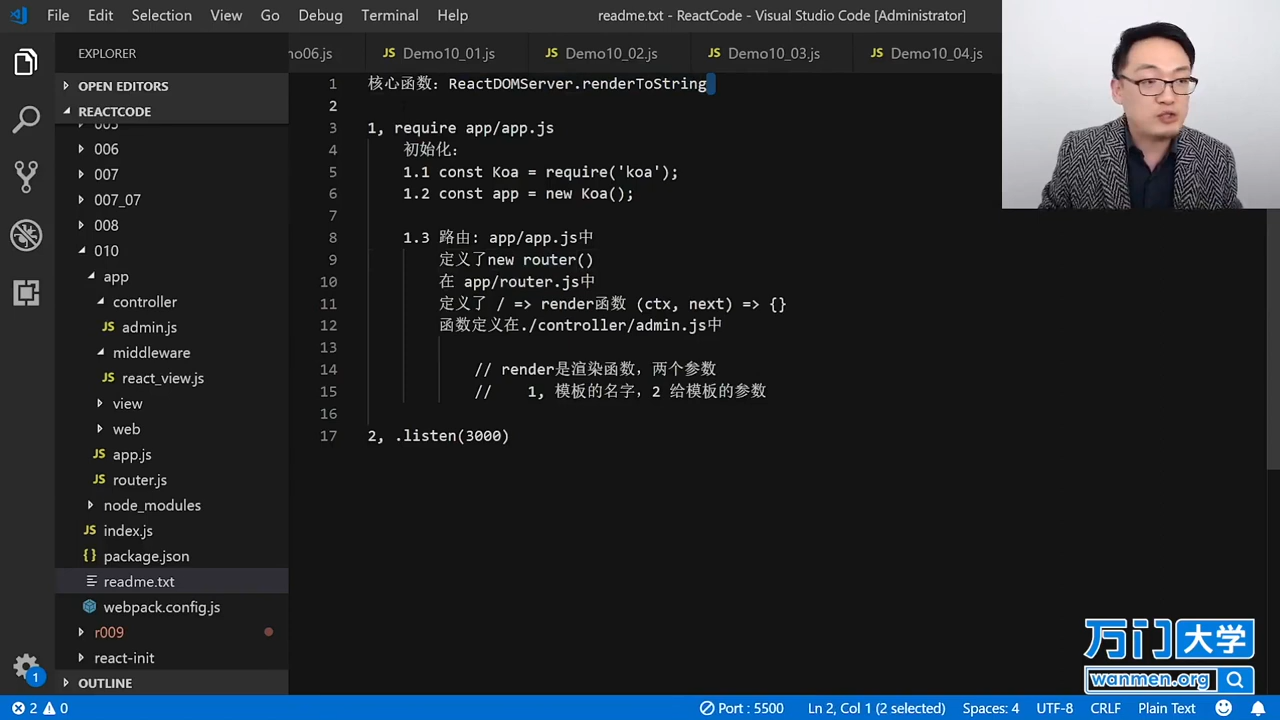 File Edit Selection View Go Debug Terminal Help
readme.txt - ReactCode - Visual Studio Code [Administrator]
EXPLORER
mo06.js
Demo10_01.js
Demo10_02.js
Demo10_03.js
Demo10_04.js
OPEN EDITORS
REACTCODE
005
006
007
007_07
008
010
app
controller
admin.js
middleware
react_view.js
view
web
app.js
router.js
node_modules
index.js
package.json
readme.txt
webpack.config.js
r009
react-init
OUTLINE
1 核心函数: ReactDOMServer.renderToString
2
3 1, require app/app.js
4 初始化:
5 1.1 const Koa = require('koa');
6 1.2 const app = new Koa();
7
8 1.3 路由: app/app.js中
9 定义了new router()
10 在 app/router.js中
11 定义了 / => render函数 (ctx, next) => {}
12 函数定义在./controller/admin.js中
13
14 // render是渲染函数，两个参数
15 // 1, 模板的名字，2 给模板的参数
16
17 2, .listen(3000)
万门大学
wanmen.org
1
2 0
Port : 5500
Ln 2, Col 1 (2 selected)
Spaces: 4
UTF-8
CRLF
Plain Text